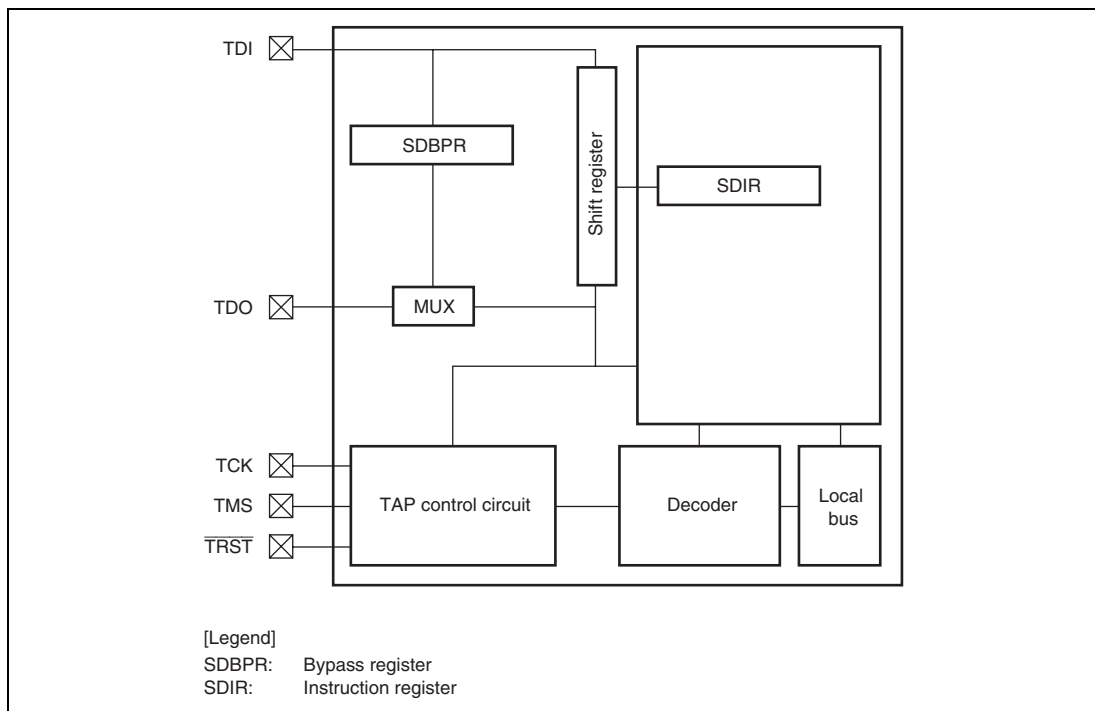 TDI
SDBPR
Shift register
SDIR
TDO
MUX
TCK
TMS
TRST
TAP control circuit
Decoder
Local
bus
[Legend]
SDBPR: Bypass register
SDIR: Instruction register